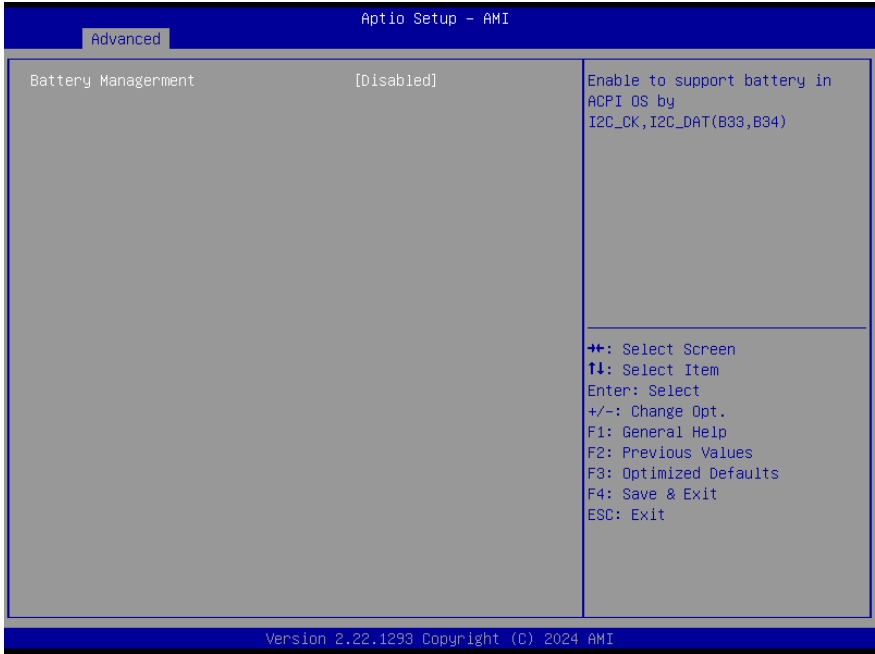 Aptio Setup – AMI
Advanced
Battery Managerment [Disabled]
Enable to support battery in
ACPI OS by
I2C_CK,I2C_DAT(B33,B34)
→←: Select Screen
↑↓: Select Item
Enter: Select
+/-: Change Opt.
F1: General Help
F2: Previous Values
F3: Optimized Defaults
F4: Save & Exit
ESC: Exit
Version 2.22.1293 Copyright (C) 2024 AMI